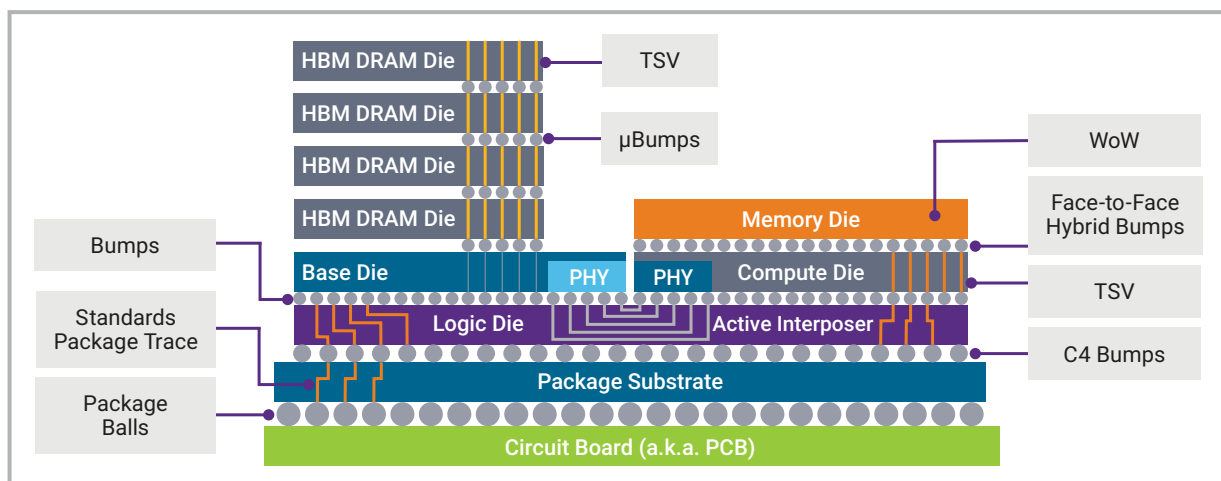 HBM DRAM Die
TSV
HBM DRAM Die
μBumps
HBM DRAM Die
WoW
HBM DRAM Die
Memory Die
Face-to-Face
Hybrid Bumps
Bumps
Base Die
PHY
PHY
Compute Die
TSV
Standards
Package Trace
Logic Die
Active Interposer
C4 Bumps
Package Substrate
Package
Balls
Circuit Board (a.k.a. PCB)